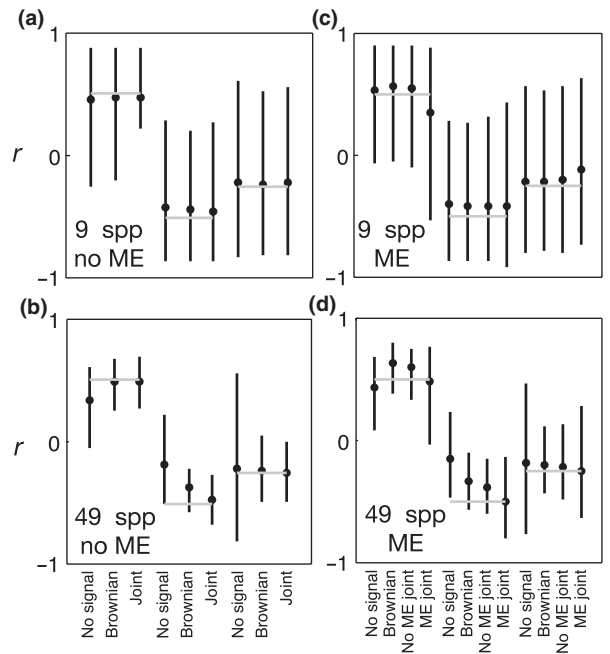 (a)
1
0
−1
r
9 spp
no ME
(c)
1
0
−1
r
9 spp
ME
(b)
1
0
−1
r
49 spp
no ME
No signal
Brownian
Joint
No signal
Brownian
Joint
No signal
Brownian
Joint
(d)
1
0
−1
r
49 spp
ME
No signal
Brownian
No ME joint
ME joint
No signal
Brownian
No ME joint
ME joint
No signal
Brownian
No ME joint
ME joint